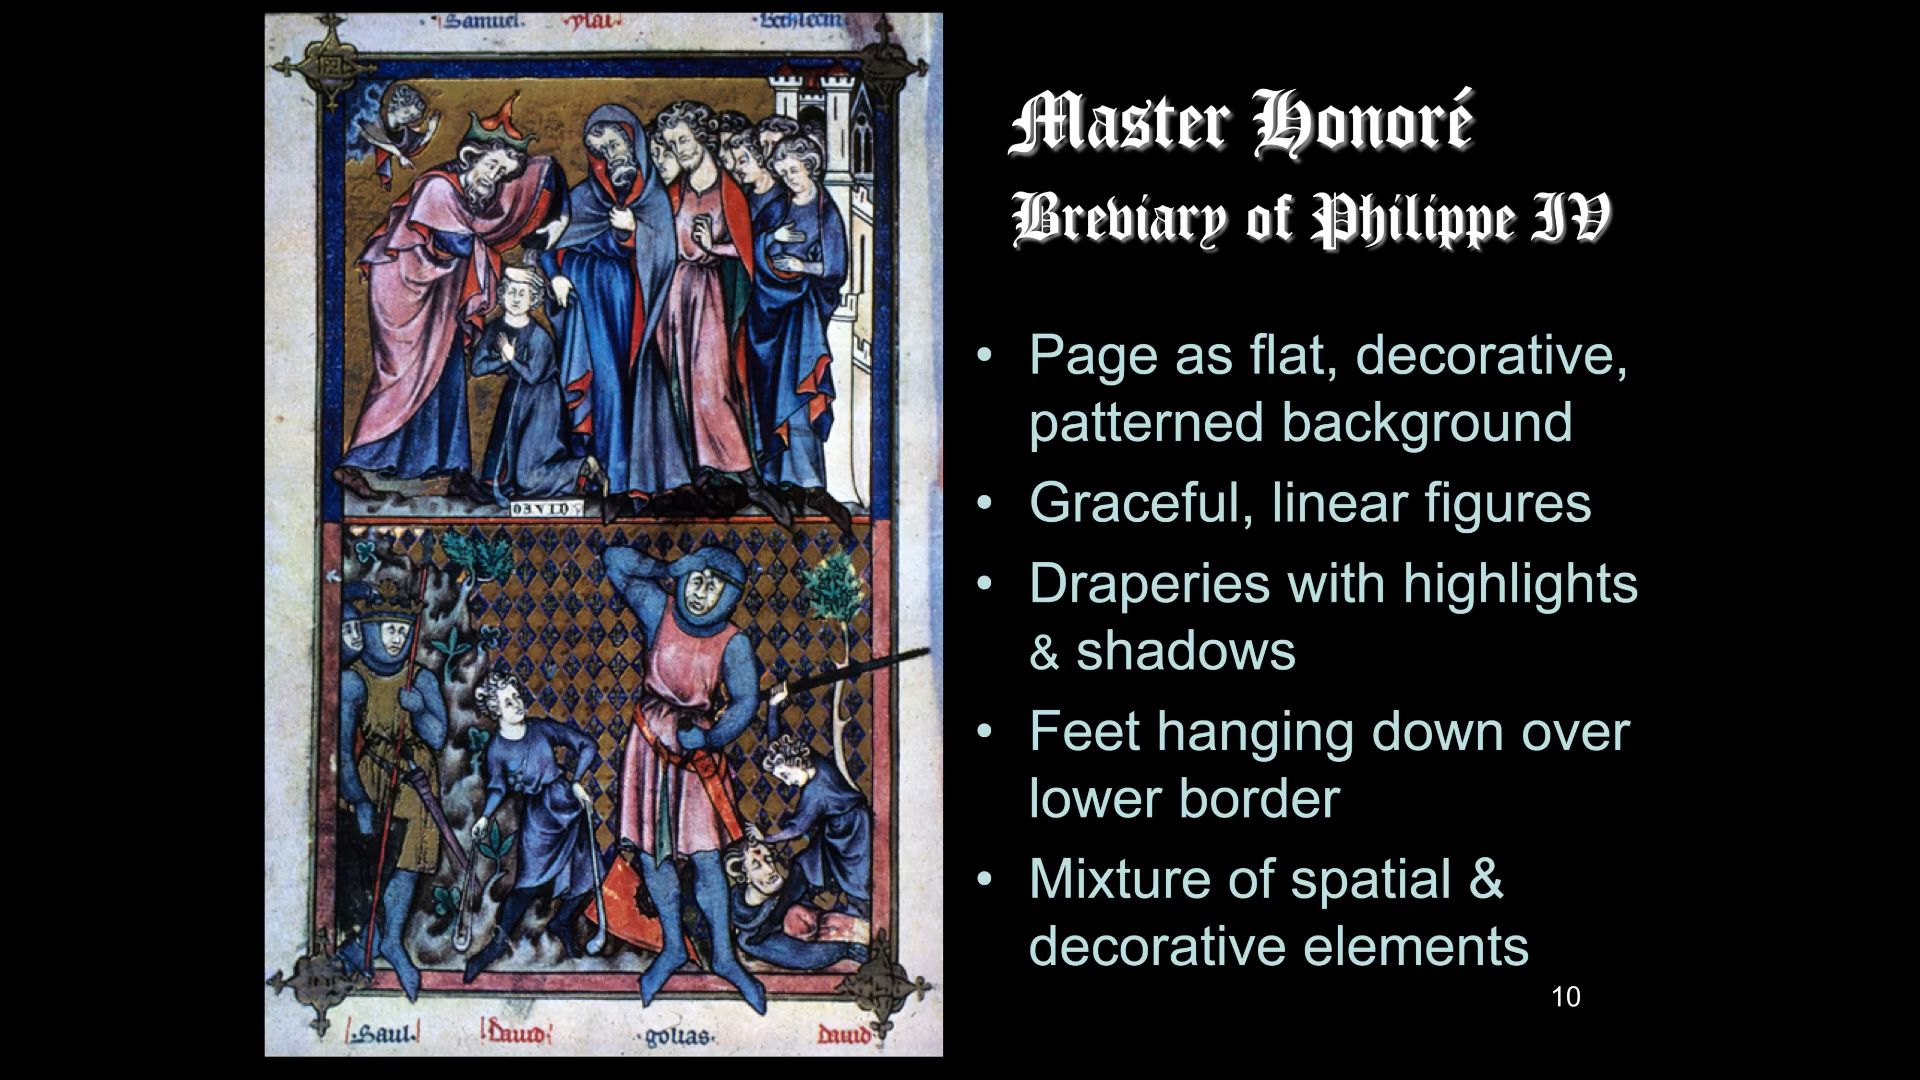 Samuel. ysai. Bethleem
Master Honoré
Breviary of Philippe IV
• Page as flat, decorative,
patterned background
• Graceful, linear figures
• Draperies with highlights
& shadows
• Feet hanging down over
lower border
• Mixture of spatial &
decorative elements
10
Saul. David golias. david